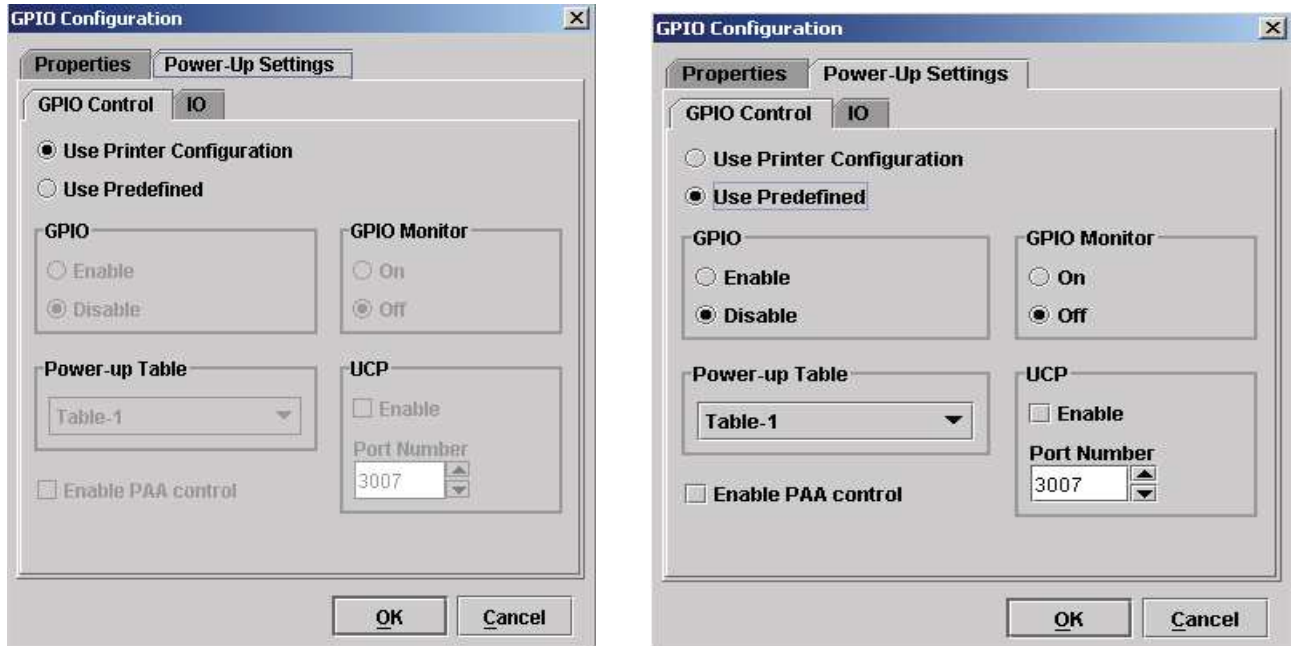 GPIO Configuration
Properties Power-Up Settings
GPIO Control IO
Use Printer Configuration
Use Predefined
GPIO GPIO Monitor
Enable On
Disable Off
Power-up Table UCP
Table-1 Enable
Port Number
3007
Enable PAA control
OK Cancel
GPIO Configuration
Properties Power-Up Settings
GPIO Control IO
Use Printer Configuration
Use Predefined
GPIO GPIO Monitor
Enable On
Disable Off
Power-up Table UCP
Table-1 Enable
Port Number
3007
Enable PAA control
OK Cancel